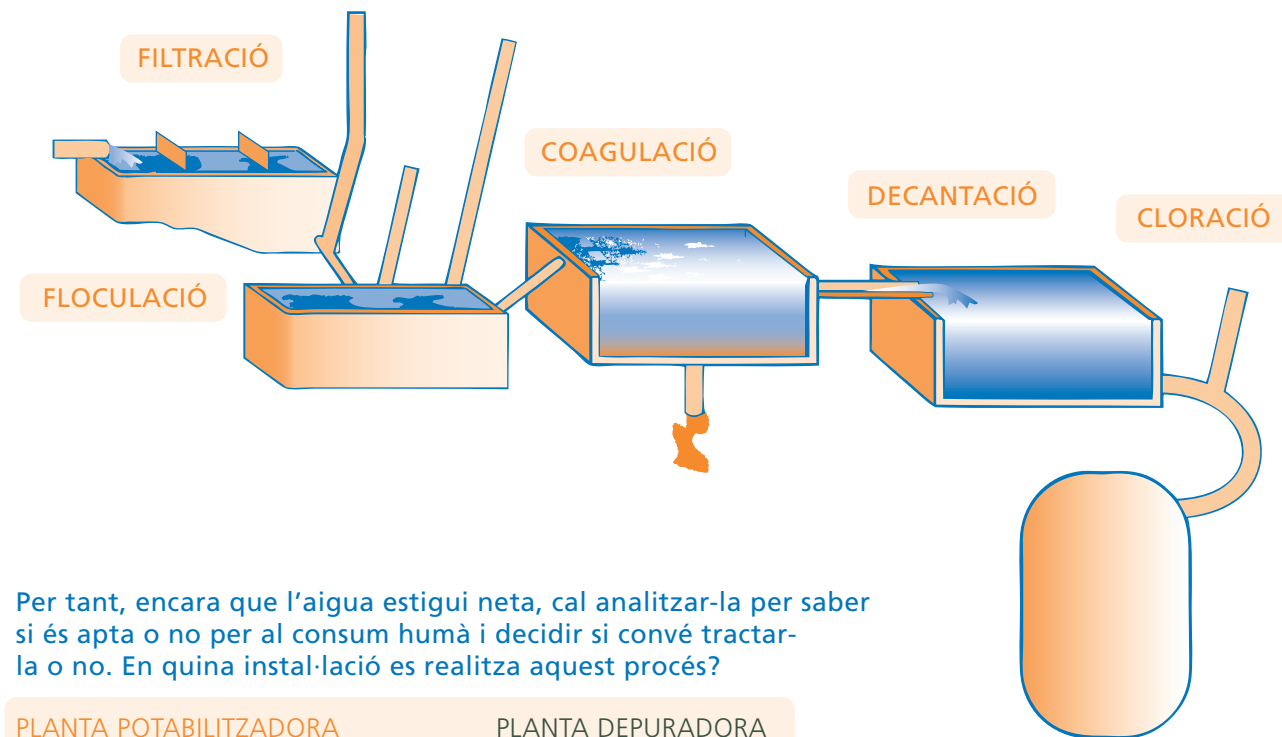 FILTRACIÓ
COAGULACIÓ
DECANTACIÓ
CLORACIÓ
FLOCULACIÓ
Per tant, encara que l'aigua estigui neta, cal analitzar-la per saber
si és apta o no per al consum humà i decidir si convé tractar-
la o no. En quina instal·lació es realitza aquest procés?
PLANTA POTABILITZADORA
PLANTA DEPURADORA